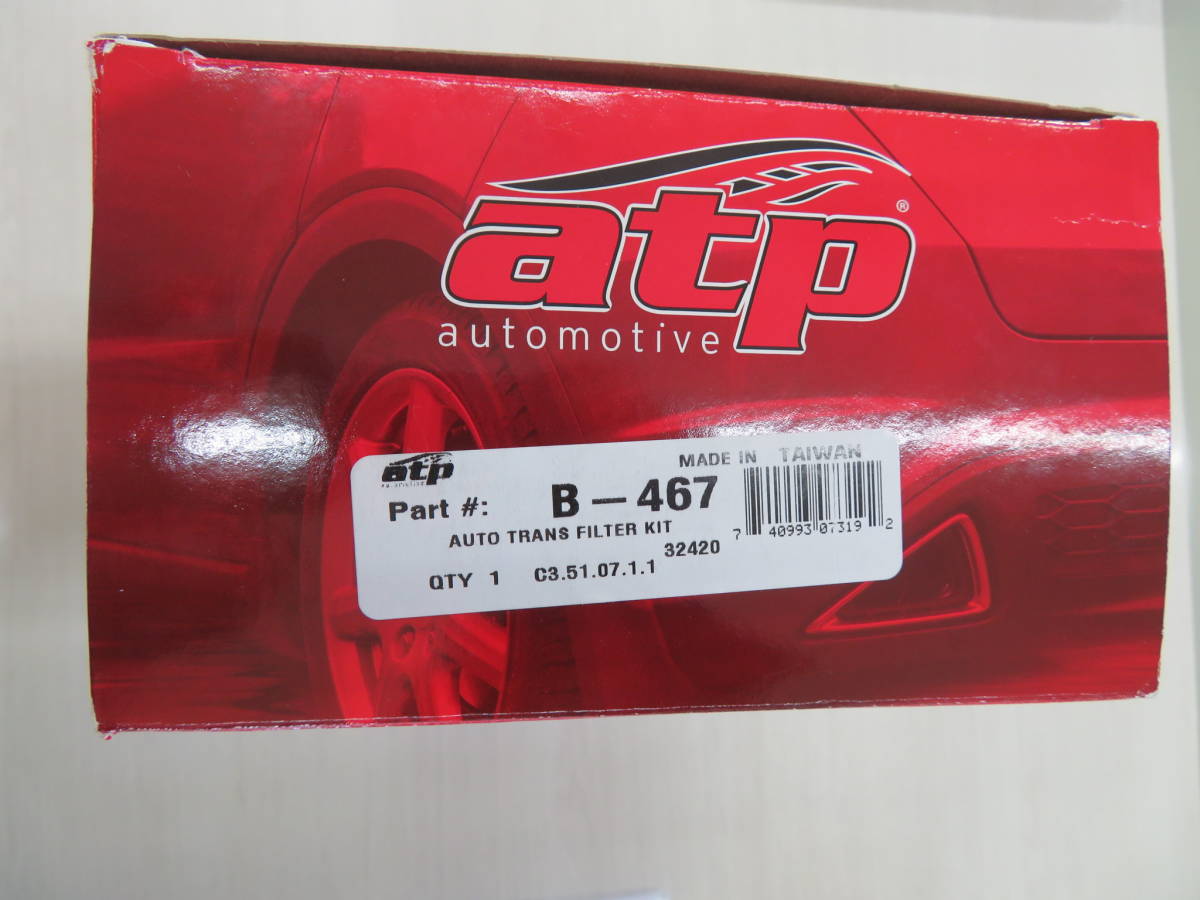 atp®
automotive
atp
automotive
MADE IN TAIWAN
Part #: B-467
AUTO TRANS FILTER KIT
32420
QTY 1 C3.51.07.1.1
7 40993 07319 2